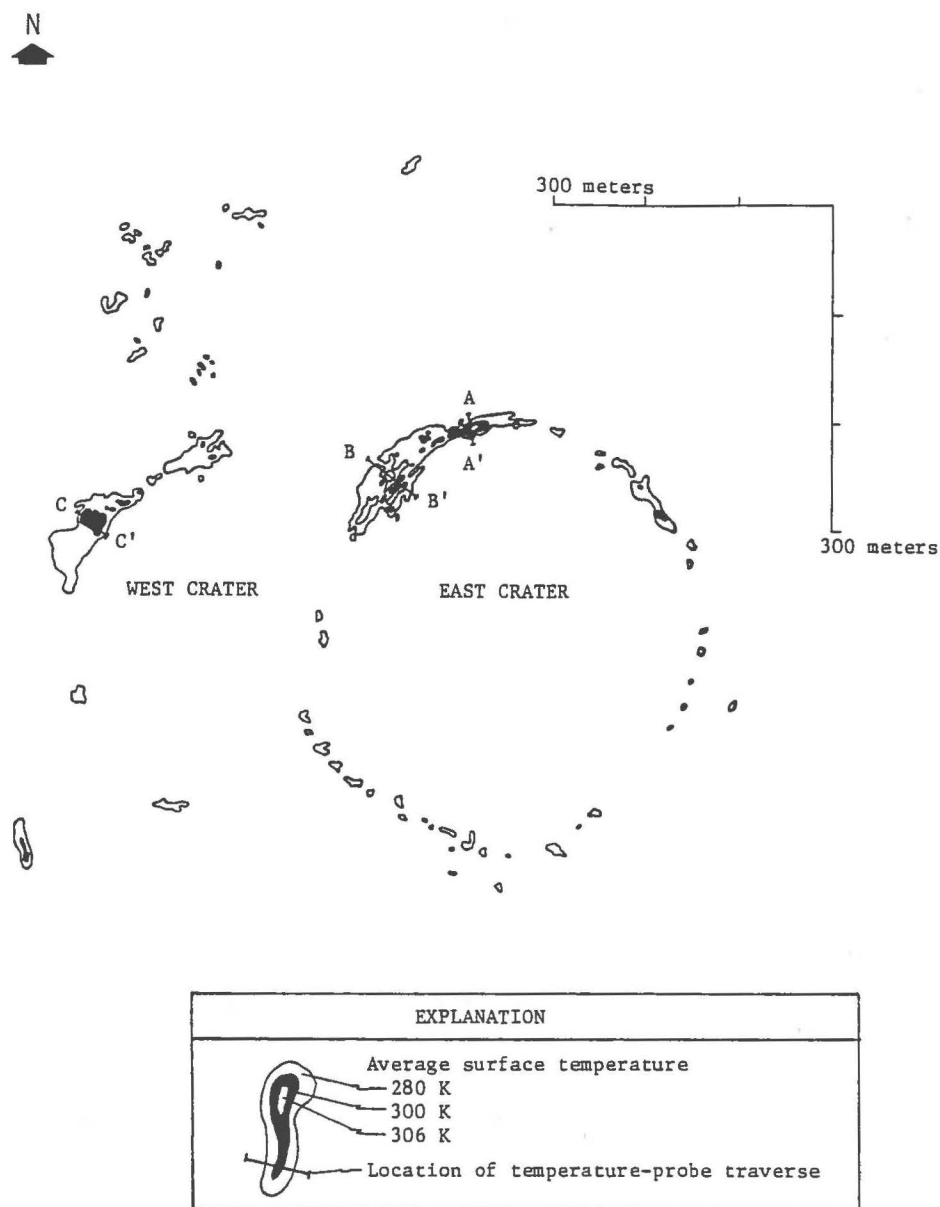 N
300 meters
A
A'
B
B'
C
C'
300 meters
WEST CRATER
EAST CRATER
EXPLANATION
Average surface temperature
280 K
300 K
306 K
Location of temperature-probe traverse